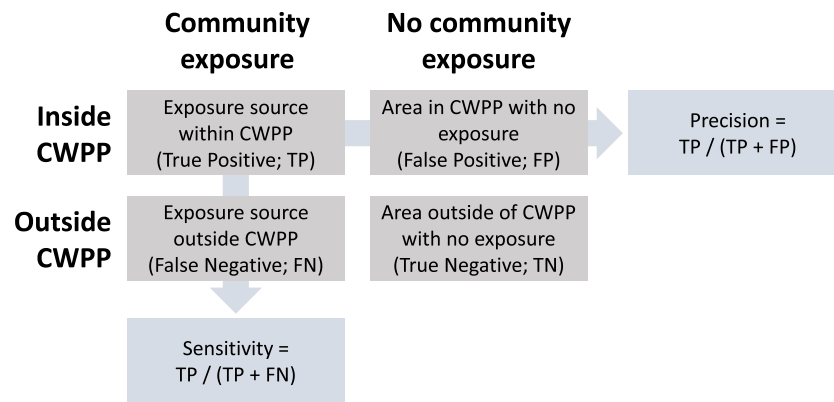 Community
exposure
No community
exposure
Inside
CWPP
Exposure source
within CWPP
(True Positive; TP)
Area in CWPP with no
exposure
(False Positive; FP)
Precision =
TP / (TP + FP)
Outside
CWPP
Exposure source
outside CWPP
(False Negative; FN)
Area outside of CWPP
with no exposure
(True Negative; TN)
Sensitivity =
TP / (TP + FN)